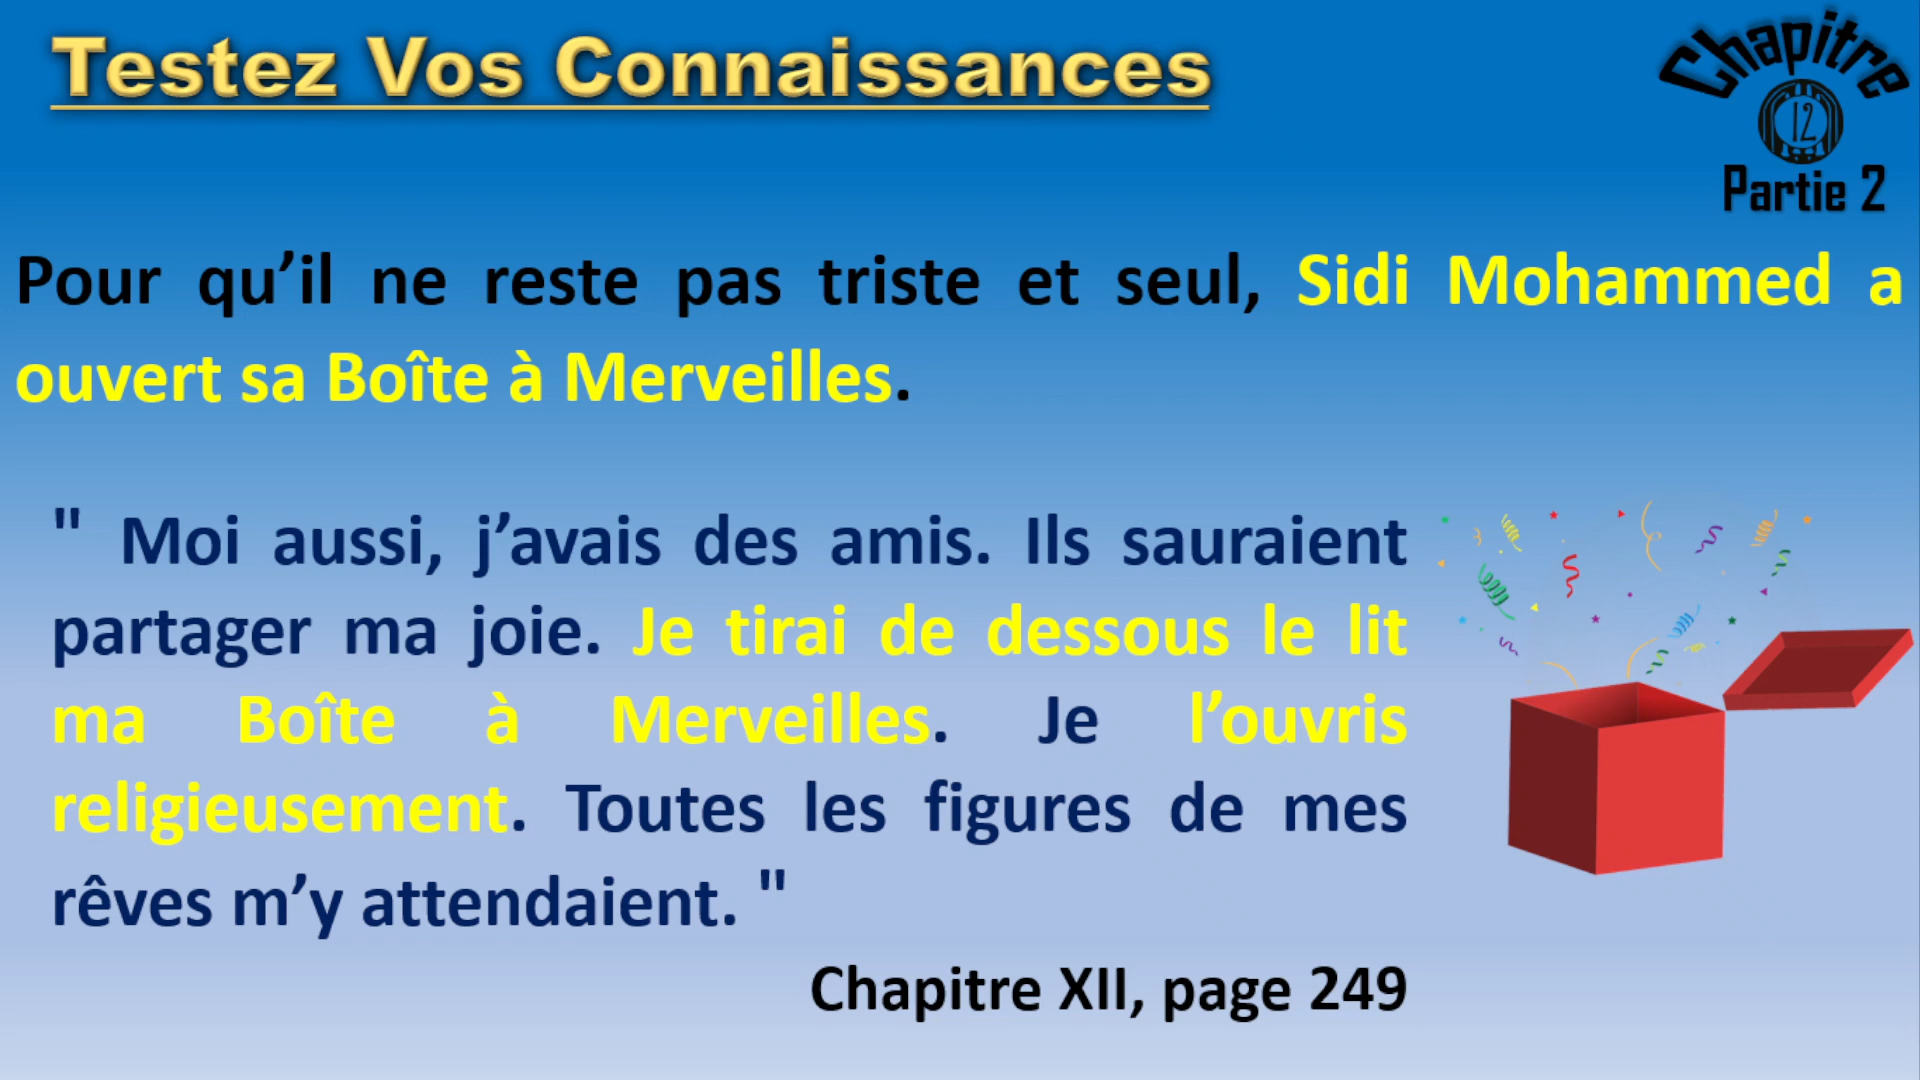 Testez Vos Connaissances
Chapitre
12
Partie 2
Pour qu’il ne reste pas triste et seul, Sidi Mohammed a
ouvert sa Boîte à Merveilles.
" Moi aussi, j’avais des amis. Ils sauraient
partager ma joie. Je tirai de dessous le lit
ma Boîte à Merveilles. Je l’ouvris
religieusement. Toutes les figures de mes
rêves m’y attendaient. "
Chapitre XII, page 249